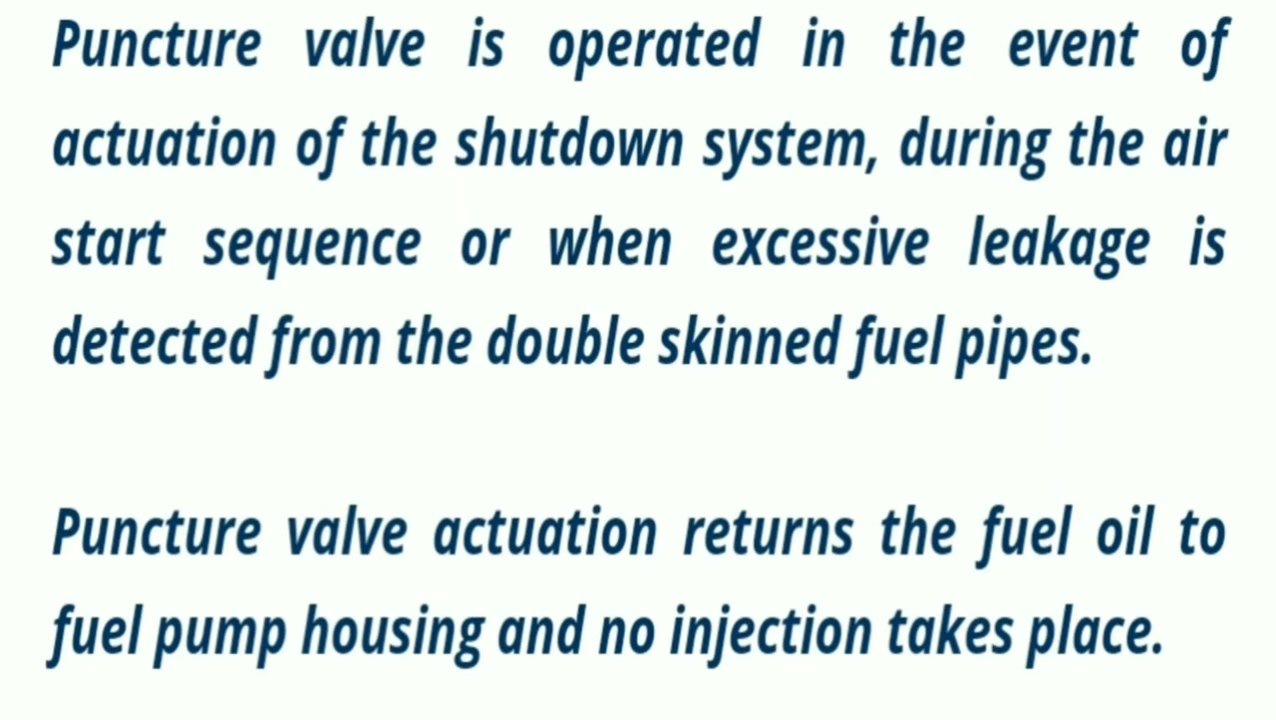 Puncture valve is operated in the event of
actuation of the shutdown system, during the air
start sequence or when excessive leakage is
detected from the double skinned fuel pipes.
Puncture valve actuation returns the fuel oil to
fuel pump housing and no injection takes place.